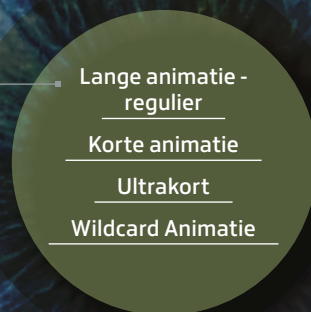 Lange animatie -
regulier
Korte animatie
Ultrakort
Wildcard Animatie